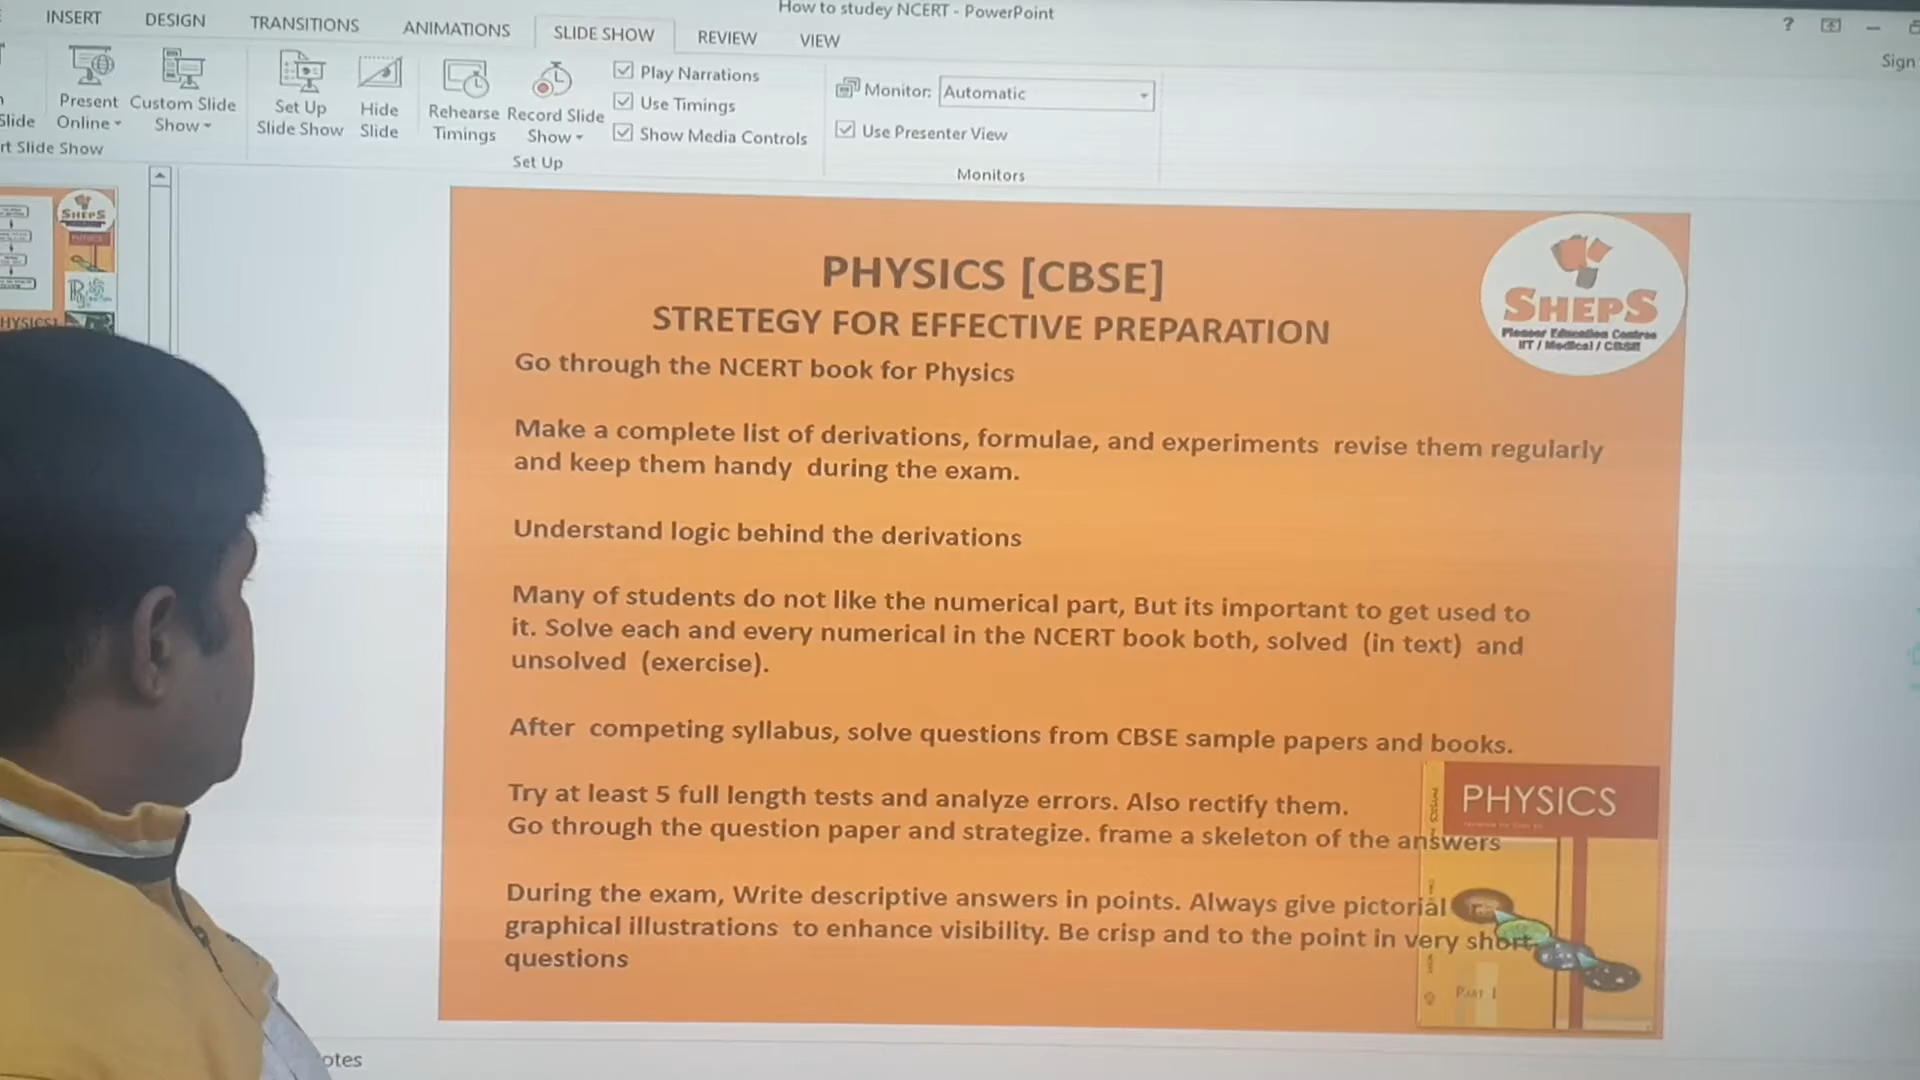 How to studey NCERT - PowerPoint
INSERT DESIGN TRANSITIONS ANIMATIONS SLIDE SHOW REVIEW VIEW
Sign
Slide
Present Online
Custom Slide Show
Set Up Slide Show
Hide Slide
Rehearse Timings
Record Slide Show
Play Narrations
Use Timings
Show Media Controls
Monitor: Automatic
Use Presenter View
rt Slide Show
Set Up
Monitors
PHYSICS [CBSE]
STRETEGY FOR EFFECTIVE PREPARATION
SHEPS
Pioneer Education Centre
IIT / Medical / CBSE
Go through the NCERT book for Physics
Make a complete list of derivations, formulae, and experiments revise them regularly
and keep them handy during the exam.
Understand logic behind the derivations
Many of students do not like the numerical part, But its important to get used to
it. Solve each and every numerical in the NCERT book both, solved (in text) and
unsolved (exercise).
After competing syllabus, solve questions from CBSE sample papers and books.
Try at least 5 full length tests and analyze errors. Also rectify them.
Go through the question paper and strategize. frame a skeleton of the answers
During the exam, Write descriptive answers in points. Always give pictorial
graphical illustrations to enhance visibility. Be crisp and to the point in very short
questions
PHYSICS
PART I
otes